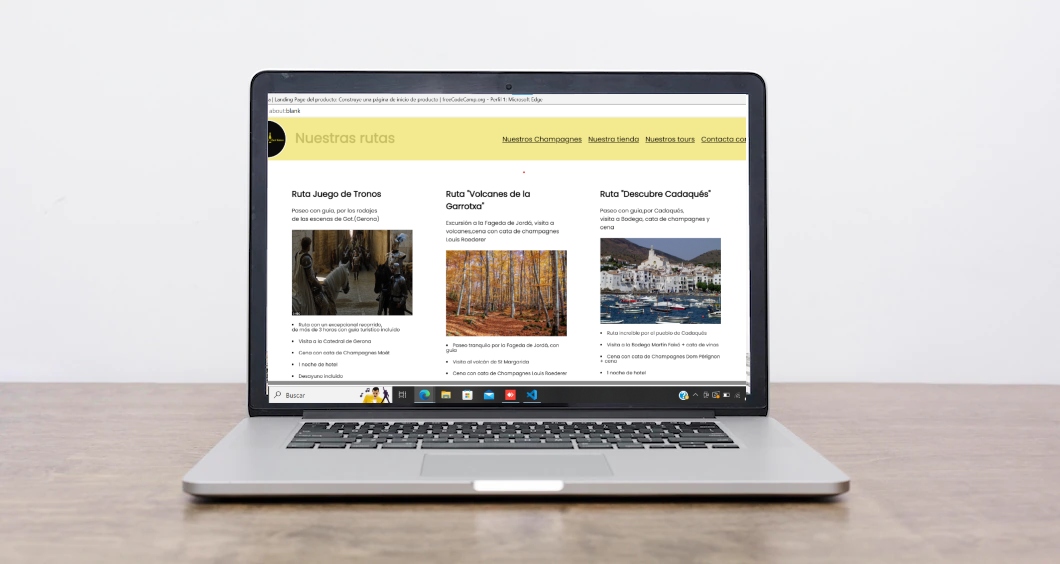 | Landing Page del producto: Construye una página de inicio de producto | freeCodeCamp.org - Perfil 1: Microsoft Edge
about:blank
Nuestras rutas
Nuestros Champagnes Nuestra tienda Nuestros tours Contacta con
Ruta Juego de Tronos
Paseo con guía, por los rodajes
de las escenas de Got.(Gerona)
Ruta con un excepcional recorrido,
de más de 3 horas con guía turístico incluido
Visita a la Catedral de Gerona
Cena con cata de Champagnes Moët
1 noche de hotel
Desayuno incluido
Ruta "Volcanes de la
Garrotxa"
Excursión a la Fageda de Jordà, visita a
volcanes,cena con cata de champagnes
Louis Roederer
Paseo tranquilo por la Fageda de Jordà, con
guía
Visita al volcán de St Margarida
Cena con cata de Champagnes Louis Roederer
Ruta "Descubre Cadaqués"
Paseo con guía,por Cadaqués,
visita a Bodega, cata de champagnes y
cena
Ruta increíble por el pueblo de Cadaqués
Visita a la Bodega Martín Faixó + cata de vinos
Cena con cata de Champagnes Dom Pérignon
+ cena
1 noche de hotel
Buscar